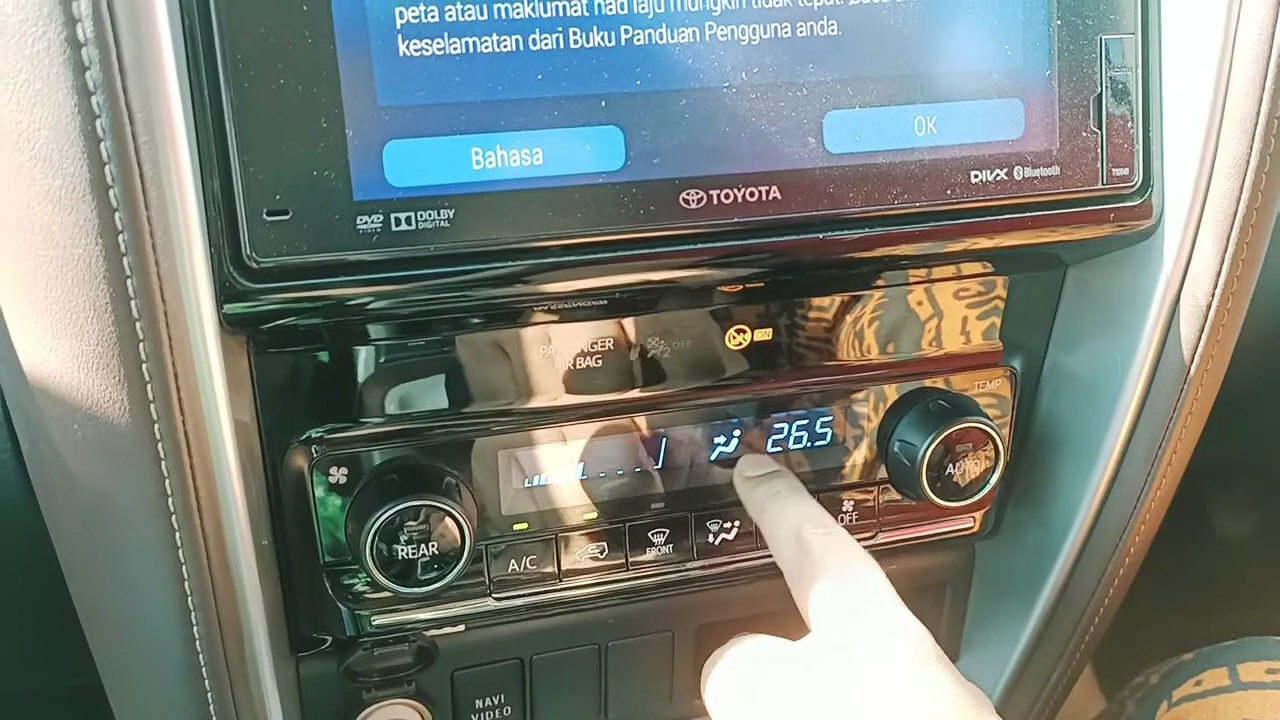 peta atau maklumat had laju mungkin tidak tepat.
keselamatan dari Buku Panduan Pengguna anda.
Bahasa
OK
TOYOTA
DIVX Bluetooth
DVD VIDEO DOLBY DIGITAL
PASSENGER
AIR BAG
OFF
ON
TEMP
26.5
AUTO
REAR
A/C
FRONT
OFF
NAVI
VIDEO